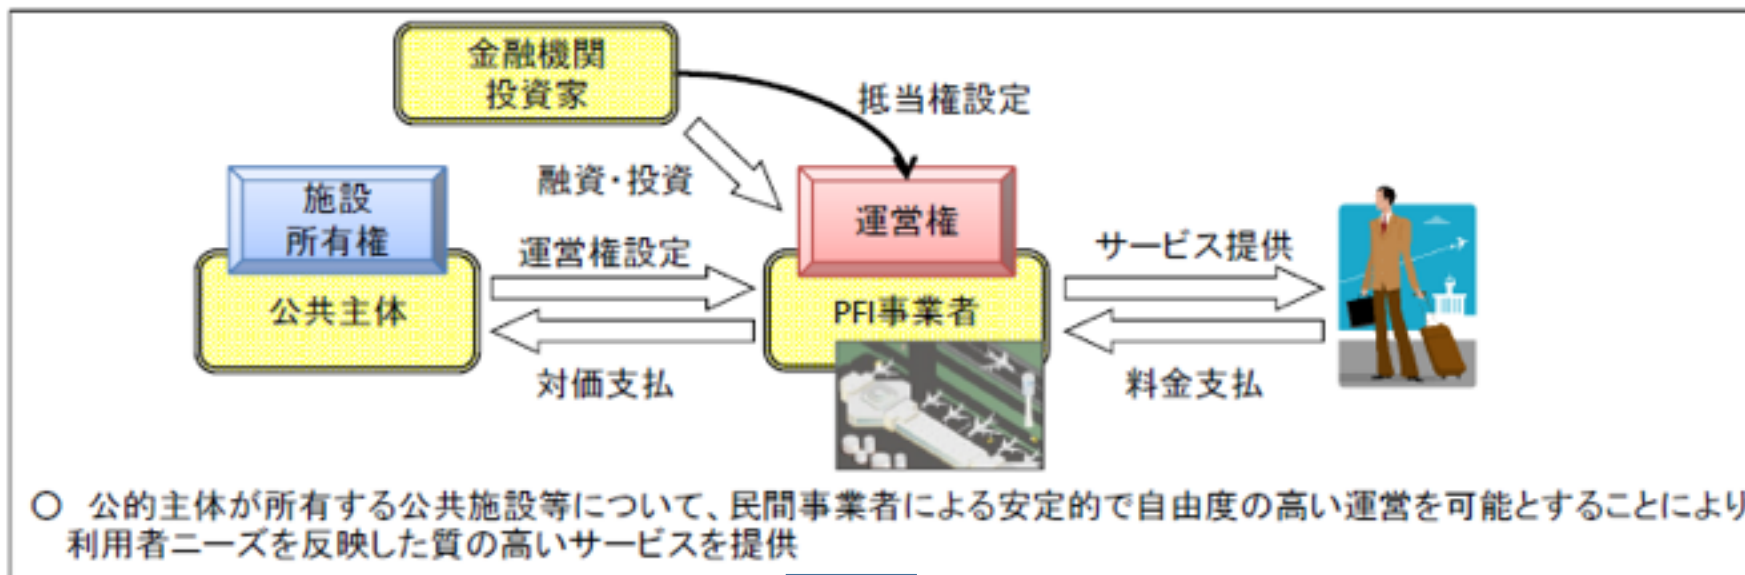 金融機関
投資家
抵当権設定
融資・投資
施設
所有権
運営権
運営権設定
サービス提供
公共主体
PFI事業者
対価支払
料金支払
○ 公的主体が所有する公共施設等について、民間事業者による安定的で自由度の高い運営を可能とすることにより
利用者ニーズを反映した質の高いサービスを提供